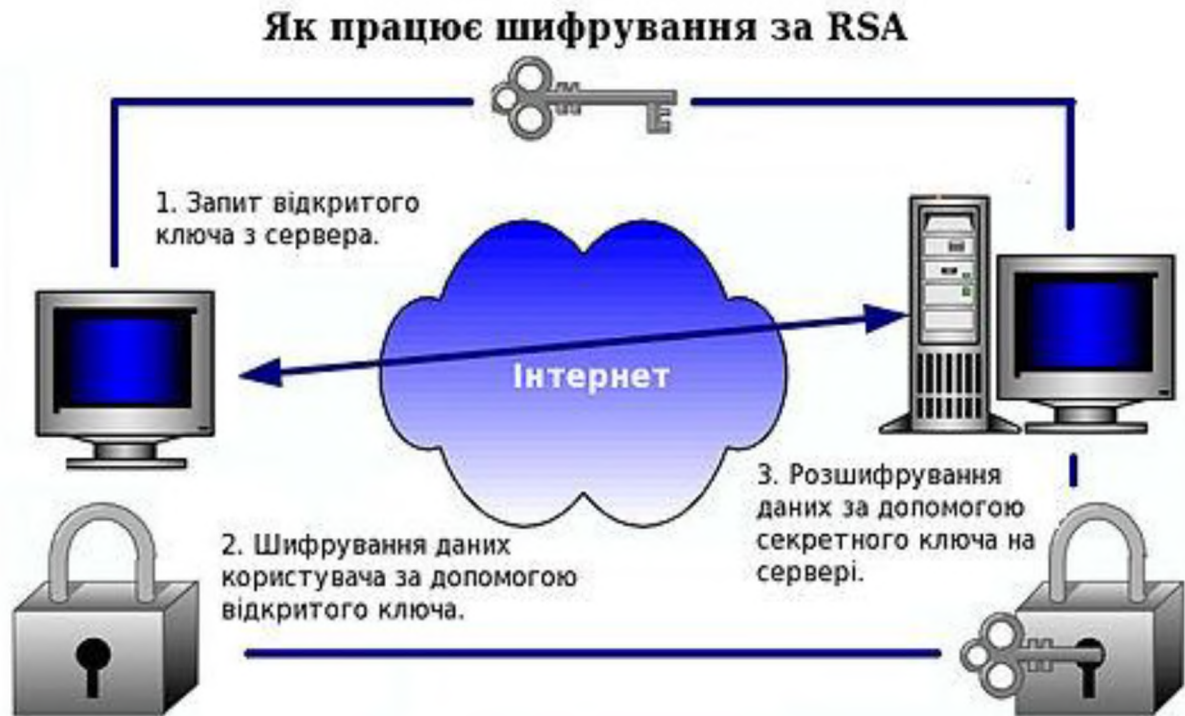 Як працює шифрування за RSA
1. Запит відкритого
ключа з сервера.
Інтернет
2. Шифрування даних
користувача за допомогою
відкритого ключа.
3. Розшифрування
даних за допомогою
секретного ключа на
сервері.